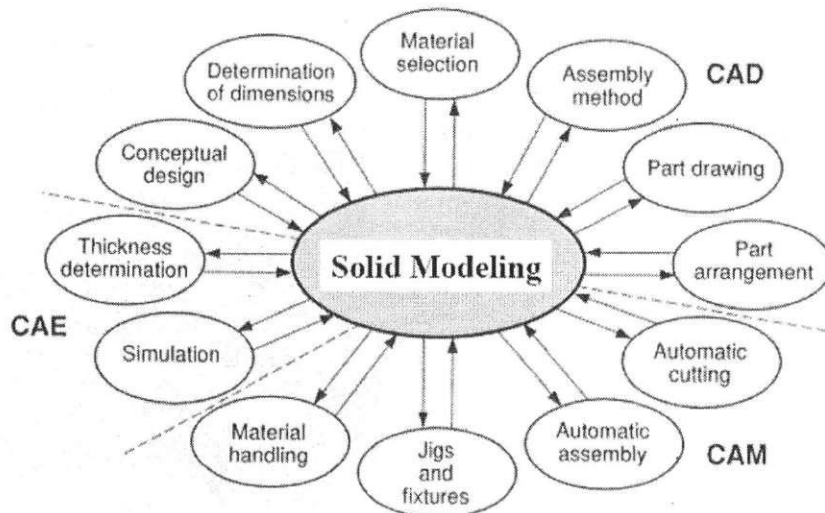 Material
selection
Determination
of dimensions
Assembly
method
CAD
Conceptual
design
Part drawing
Thickness
determination
Solid Modeling
Part
arrangement
CAE
Simulation
Automatic
cutting
Material
handling
Jigs
and
fixtures
Automatic
assembly
CAM